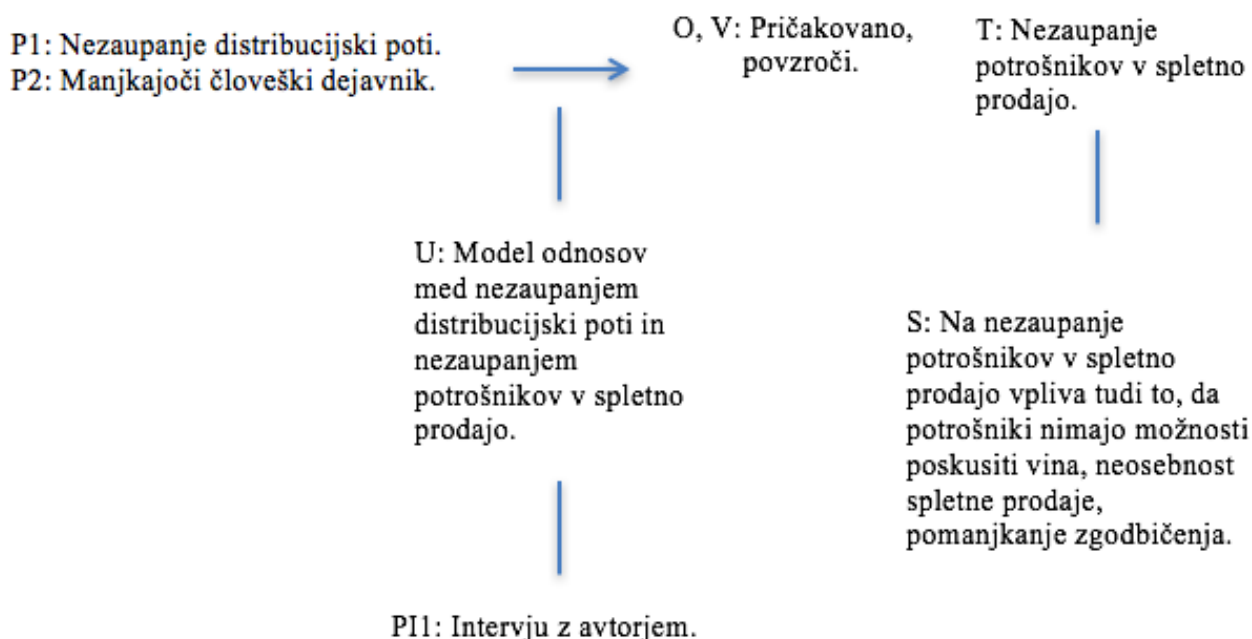 P1: Nezaupanje distribucijski poti.
P2: Manjkajoči človeški dejavnik.
O, V: Pričakovano,
povzroči.
T: Nezaupanje
potrošnikov v spletno
prodajo.
U: Model odnosov
med nezaupanjem
distribucijski poti in
nezaupanjem
potrošnikov v spletno
prodajo.
S: Na nezaupanje
potrošnikov v spletno
prodajo vpliva tudi to, da
potrošniki nimajo možnosti
poskusiti vina, neosebnost
spletne prodaje,
pomanjkanje zgodbičenja.
PI1: Intervju z avtorjem.